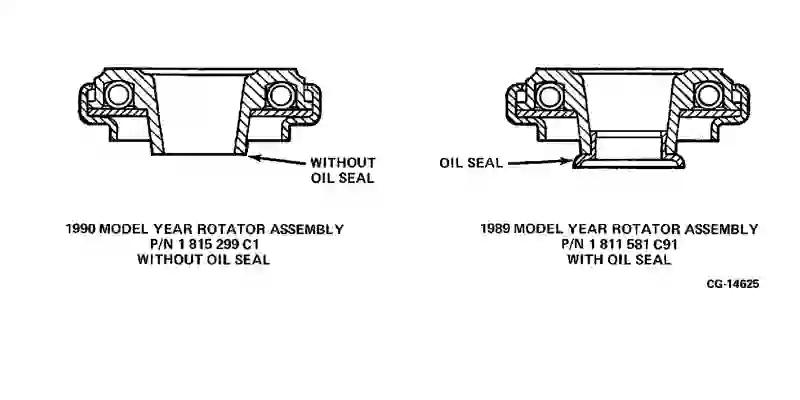 WITHOUT
OIL SEAL
OIL SEAL
1990 MODEL YEAR ROTATOR ASSEMBLY
P/N 1 815 299 C1
WITHOUT OIL SEAL
1989 MODEL YEAR ROTATOR ASSEMBLY
P/N 1 811 581 C91
WITH OIL SEAL
CG-14625